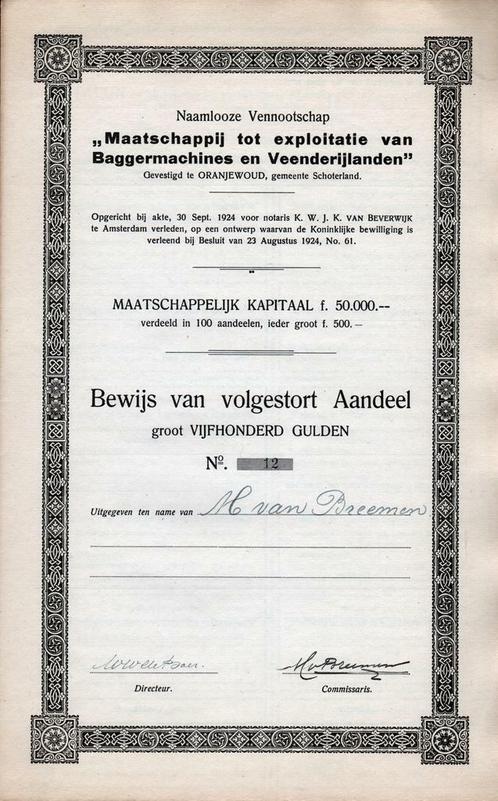 Naamlooze Vennootschap
„Maatschappij tot exploitatie van
Baggermachines en Veenderijlanden”
Gevestigd te ORANJEWOUD, gemeente Schoterland.
Opgericht bij akte, 30 Sept. 1924 voor notaris K. W. J. K. VAN BEVERWIJK
te Amsterdam verleden, op een ontwerp waarvan de Koninklijke bewilliging is
verleend bij Besluit van 23 Augustus 1924, No. 61.
MAATSCHAPPELIJK KAPITAAL f. 50.000.--
verdeeld in 100 aandeelen, ieder groot f. 500.—
Bewijs van volgestort Aandeel
groot VIJFHONDERD GULDEN
No. 12
Uitgegeven ten name van M van Breemen
MvBreemen
Directeur. Commissaris.